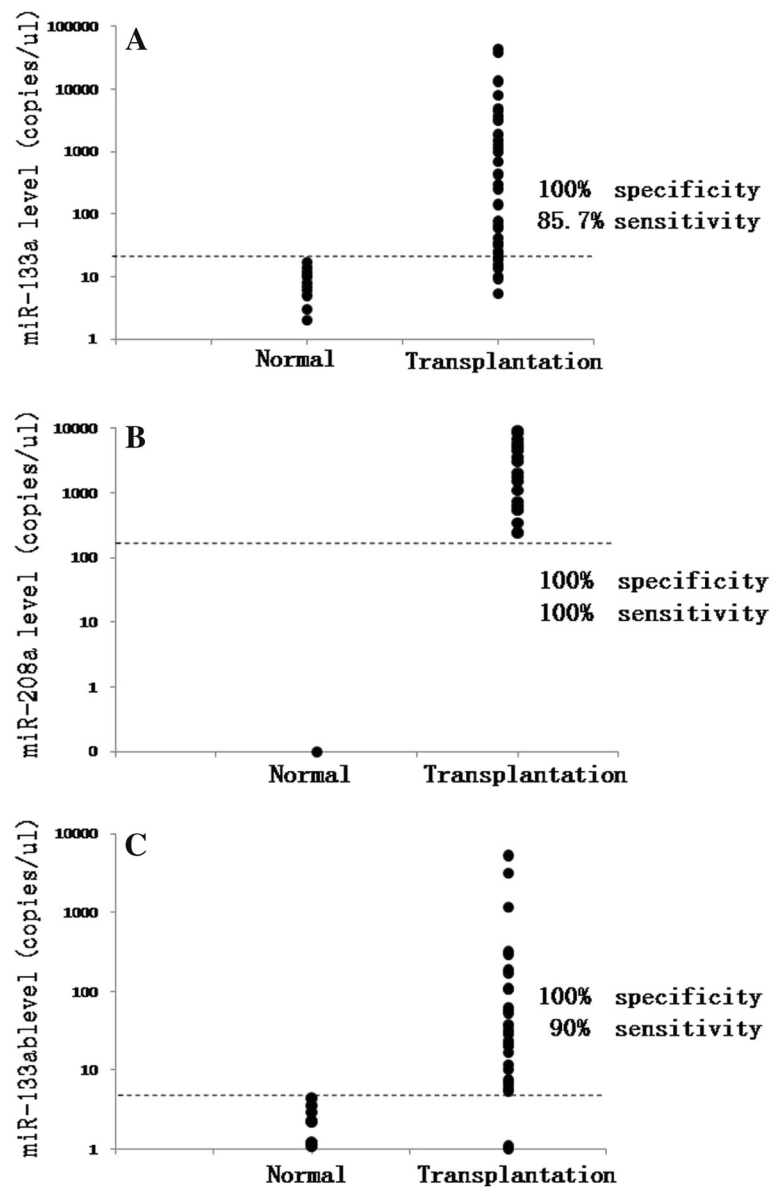 A
miR-133a level (copies/ul)
100000
10000
1000
100
10
1
100% specificity
85.7% sensitivity
Normal Transplantation
B
miR-208a level (copies/ul)
10000
1000
100
10
1
0
100% specificity
100% sensitivity
Normal Transplantation
C
miR-133ablevel (copies/ul)
10000
1000
100
10
1
100% specificity
90% sensitivity
Normal Transplantation